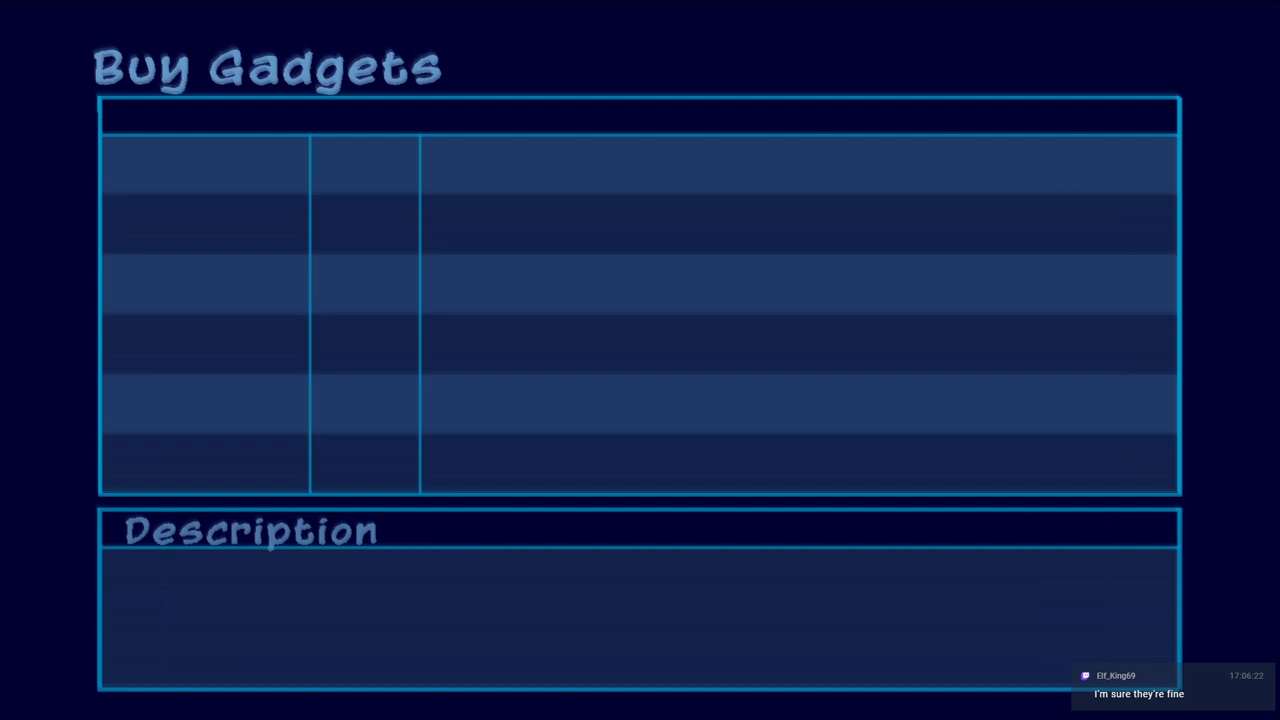 Buy Gadgets
Description
Elf_King69 17:06:22
I'm sure they're fine